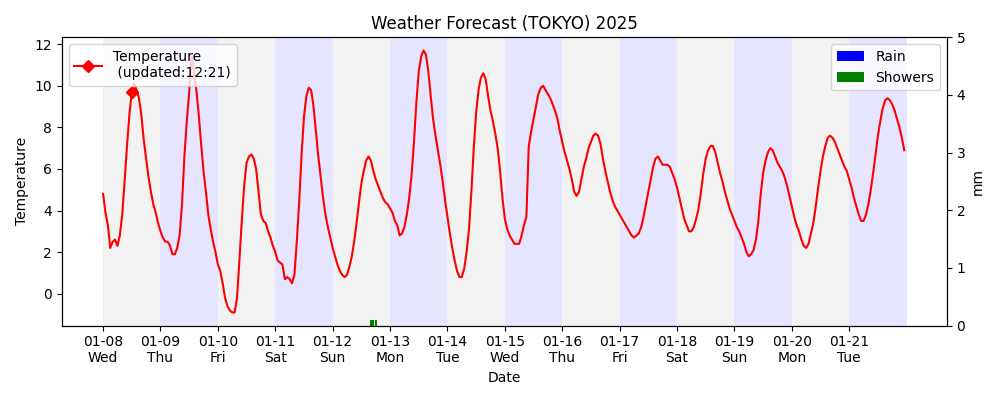 Weather Forecast (TOKYO) 2025
Temperature
(updated:12:21)
Rain
Showers
Temperature
12
10
8
6
4
2
0
5
4
3
2
1
0
mm
01-08 01-09 01-10 01-11 01-12 01-13 01-14 01-15 01-16 01-17 01-18 01-19 01-20 01-21
Wed Thu Fri Sat Sun Mon Tue Wed Thu Fri Sat Sun Mon Tue
Date